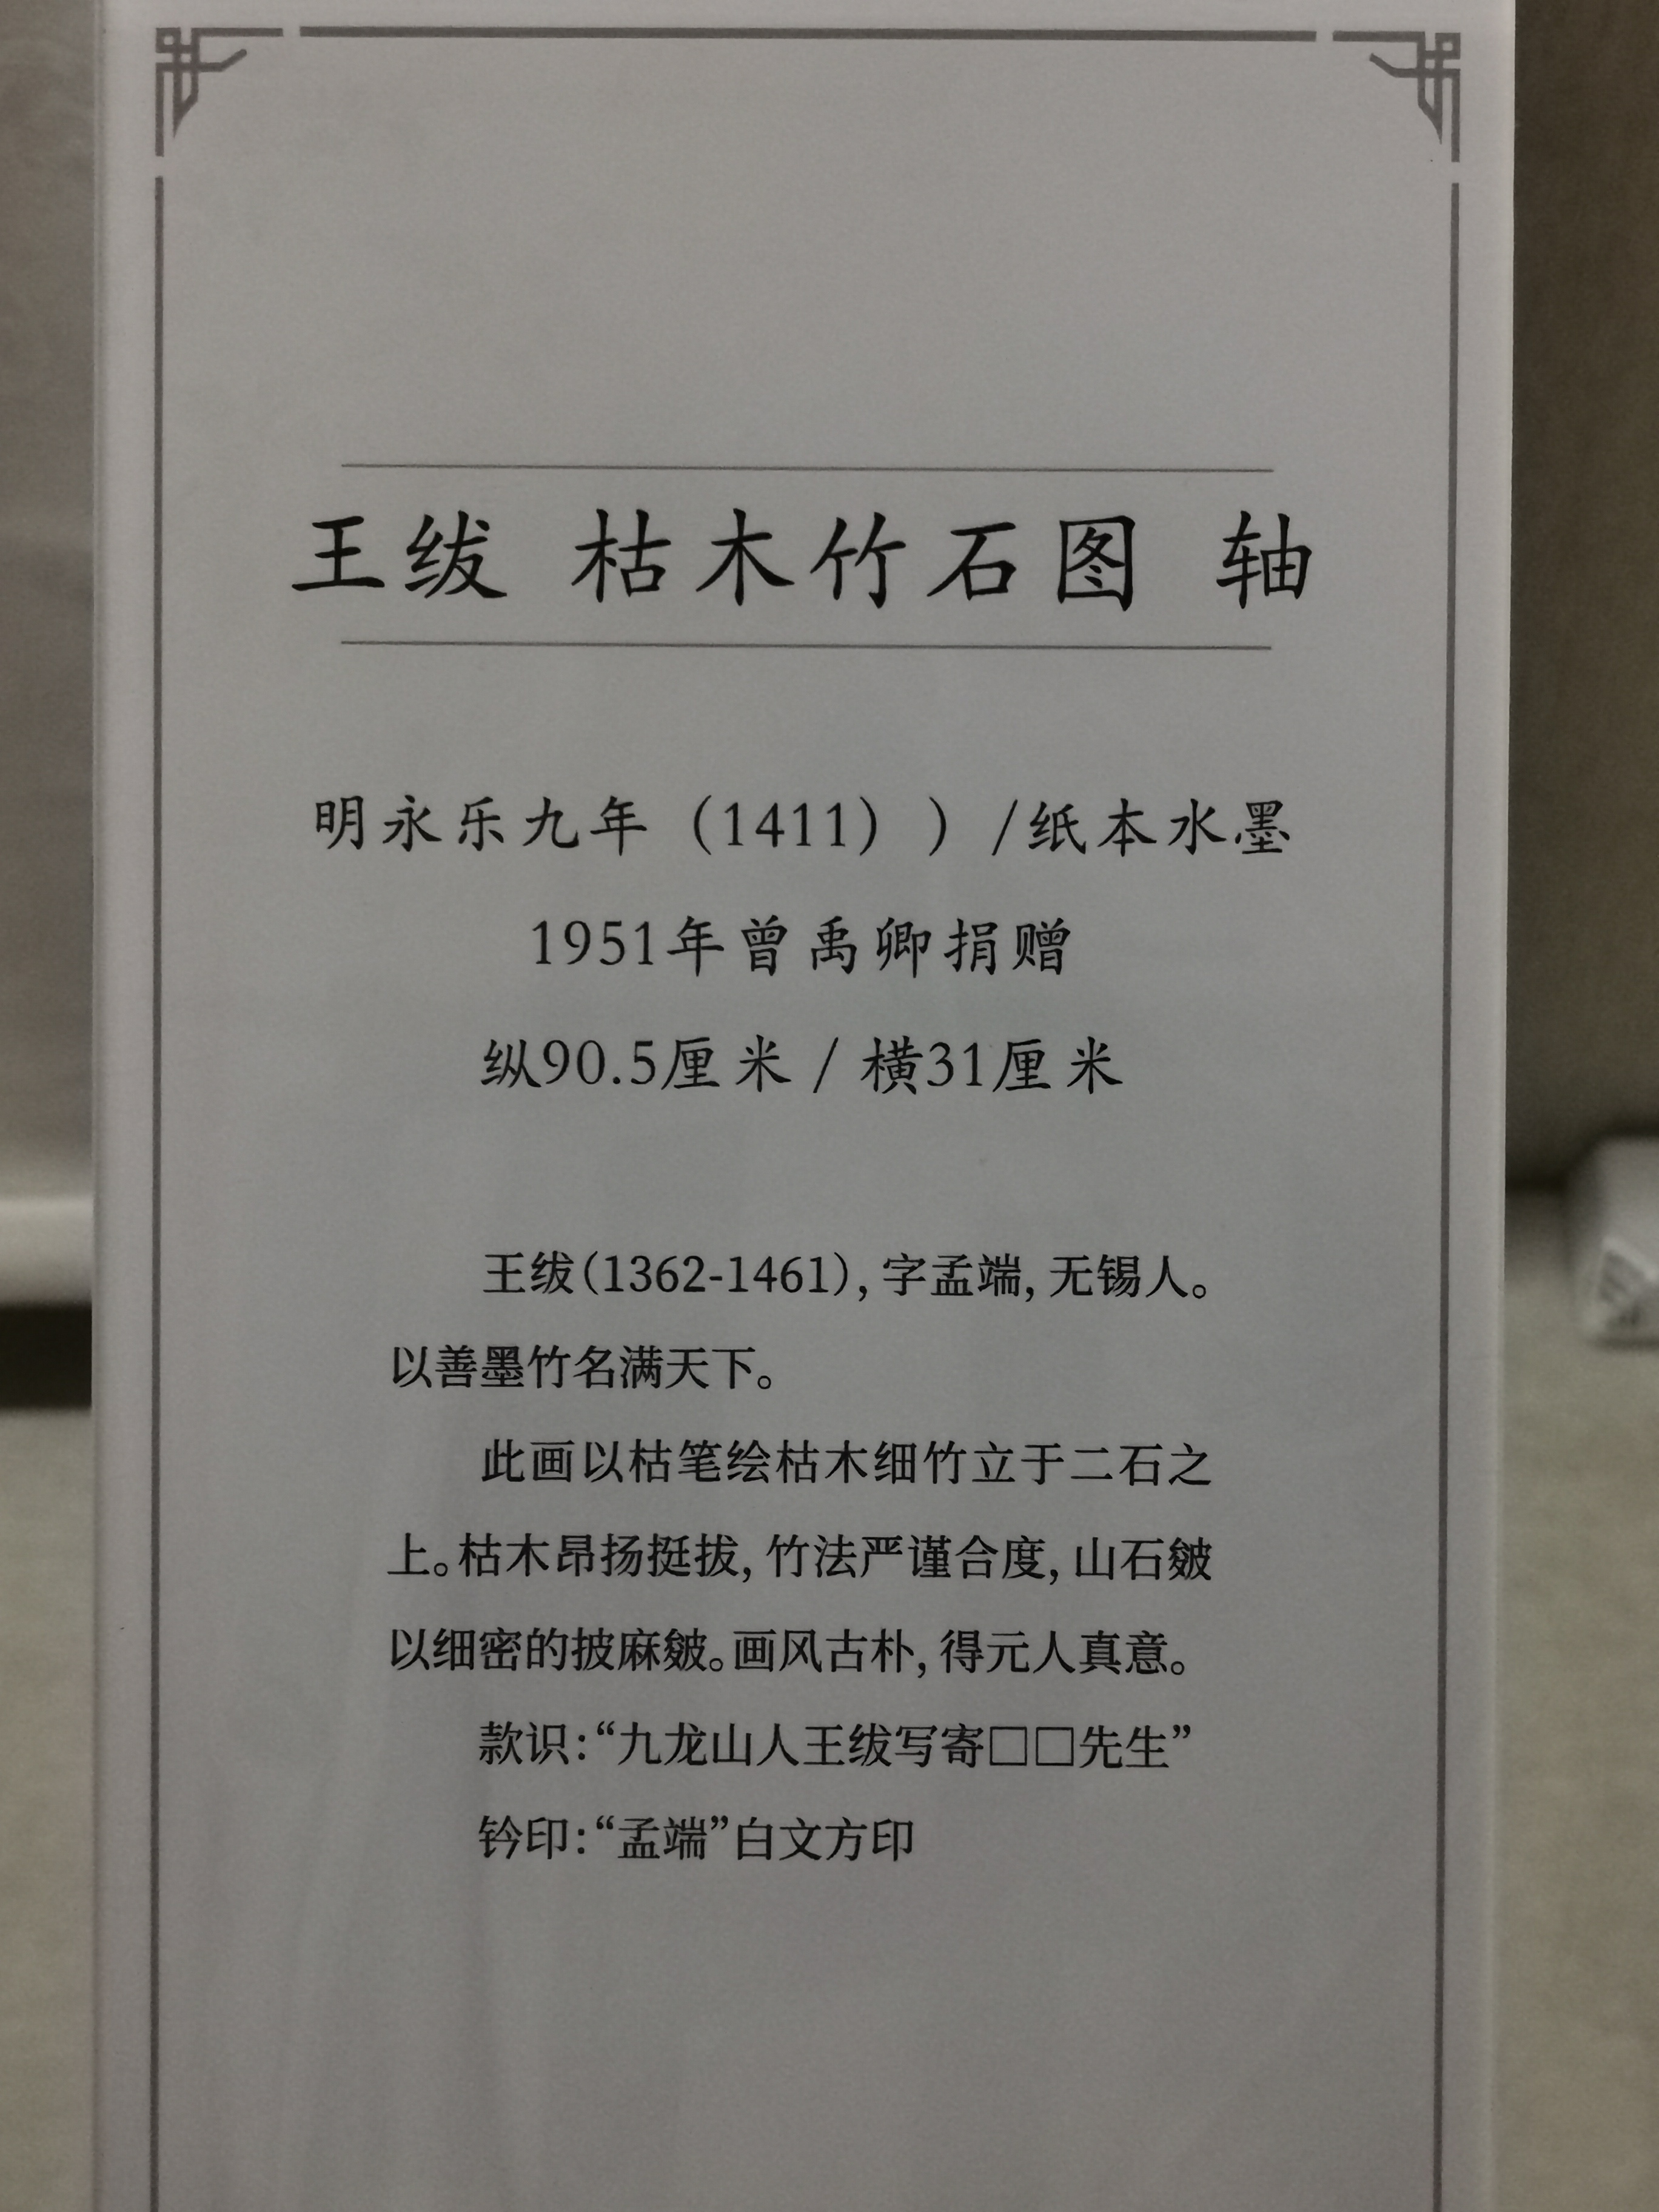 王绂 枯木竹石图 轴
明永乐九年（1411））/纸本水墨
1951年曾禹卿捐赠
纵90.5厘米 / 横31厘米
王绂(1362-1461),字孟端,无锡人。
以善墨竹名满天下。
此画以枯笔绘枯木细竹立于二石之
上。枯木昂扬挺拔,竹法严谨合度,山石皴
以细密的披麻皴。画风古朴,得元人真意。
款识:“九龙山人王绂写寄□□先生”
钤印:“孟端”白文方印